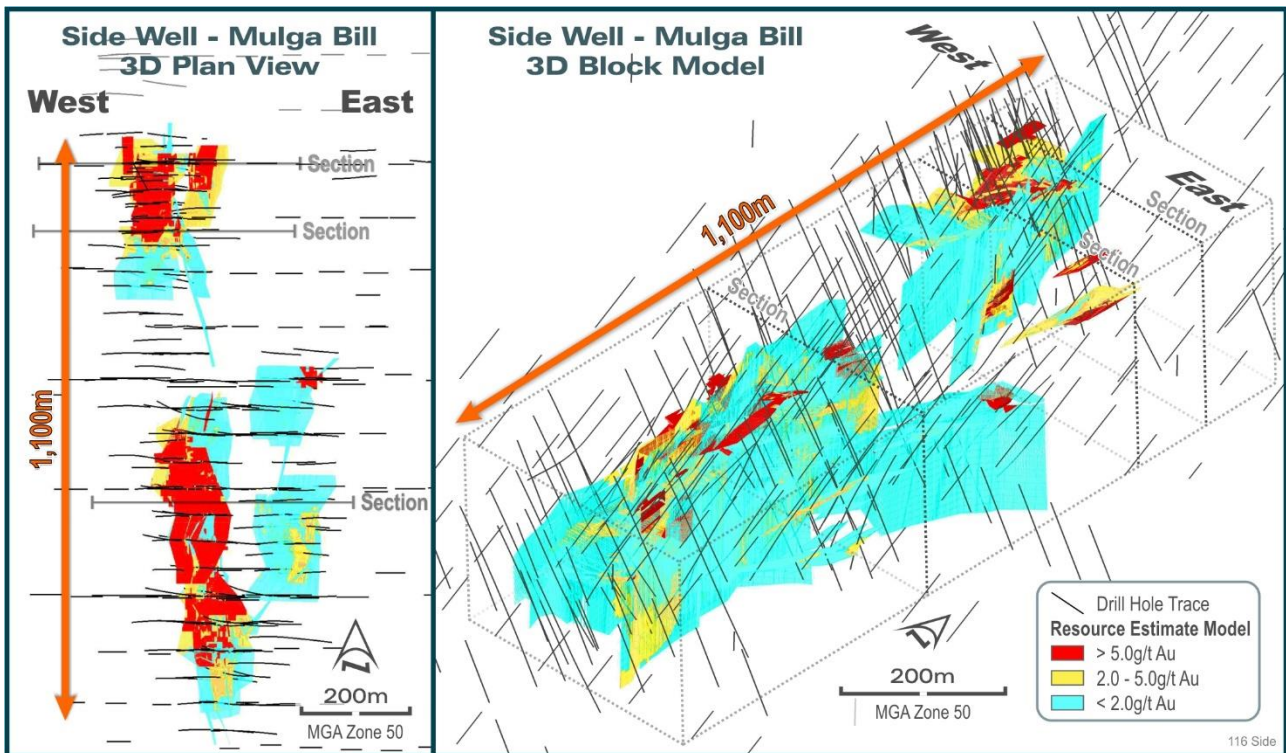 Side Well - Mulga Bill
3D Plan View
West
East
Section
Section
1,100m
Section
N
200m
MGA Zone 50
Side Well - Mulga Bill
3D Block Model
West
East
1,100m
Section
Section
Section
N
200m
MGA Zone 50
Drill Hole Trace
Resource Estimate Model
> 5.0g/t Au
2.0 - 5.0g/t Au
< 2.0g/t Au
116 Side